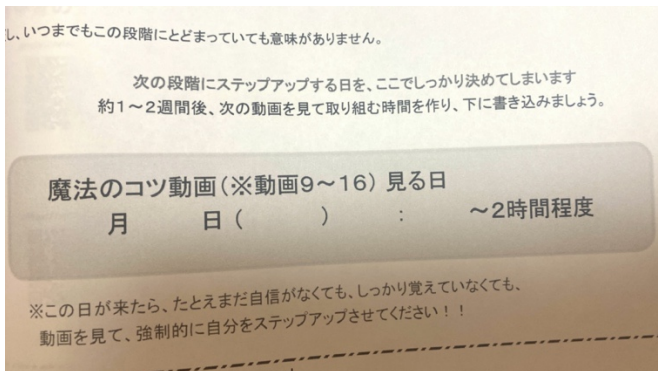 し、いつまでもこの段階にとどまっていても意味がありません。
次の段階にステップアップする日を、ここでしっかり決めてしまいます
約1〜2週間後、次の動画を見て取り組む時間を作り、下に書き込みましょう。
魔法のコツ動画(※動画9〜16) 見る日
月 日( ) : 〜2時間程度
※この日が来たら、たとえまだ自信がなくても、しっかり覚えていなくても、
動画を見て、強制的に自分をステップアップさせてください!!